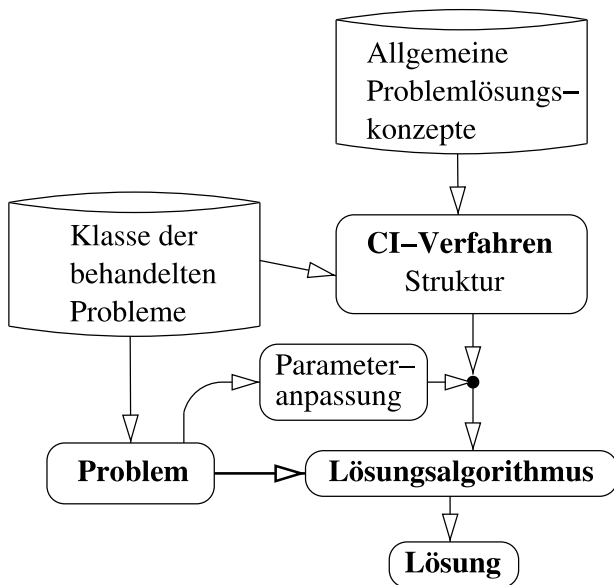 Allgemeine
Problemlösungs−
konzepte
Klasse der
behandelten
Probleme
CI−Verfahren
Struktur
Parameter−
anpassung
Problem
Lösungsalgorithmus
Lösung